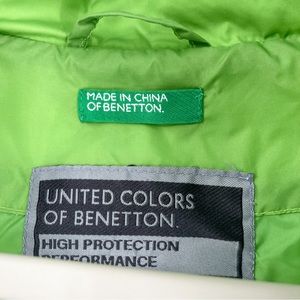 MADE IN CHINA
OF BENETTON.
UNITED COLORS
OF BENETTON.
HIGH PROTECTION
PERFORMANCE